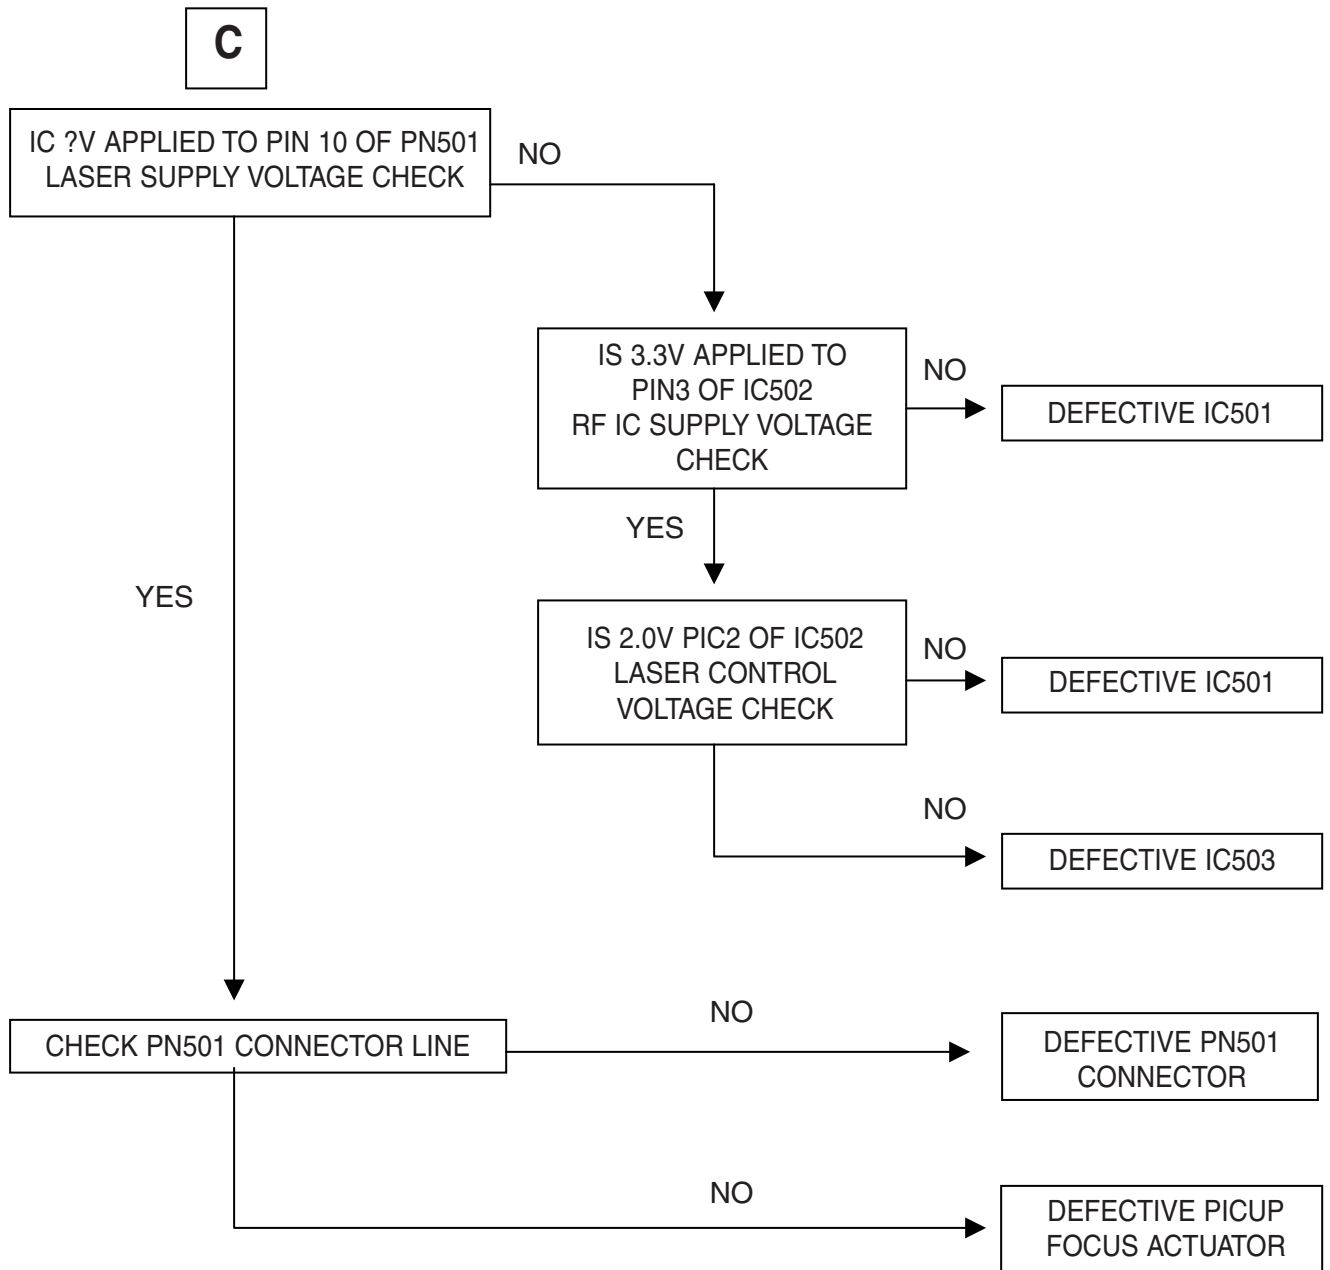 C
IC ?V APPLIED TO PIN 10 OF PN501
LASER SUPPLY VOLTAGE CHECK
NO
IS 3.3V APPLIED TO
PIN3 OF IC502
RF IC SUPPLY VOLTAGE
CHECK
NO
DEFECTIVE IC501
YES
YES
IS 2.0V PIC2 OF IC502
LASER CONTROL
VOLTAGE CHECK
NO
DEFECTIVE IC501
NO
DEFECTIVE IC503
CHECK PN501 CONNECTOR LINE
NO
DEFECTIVE PN501
CONNECTOR
NO
DEFECTIVE PICUP
FOCUS ACTUATOR